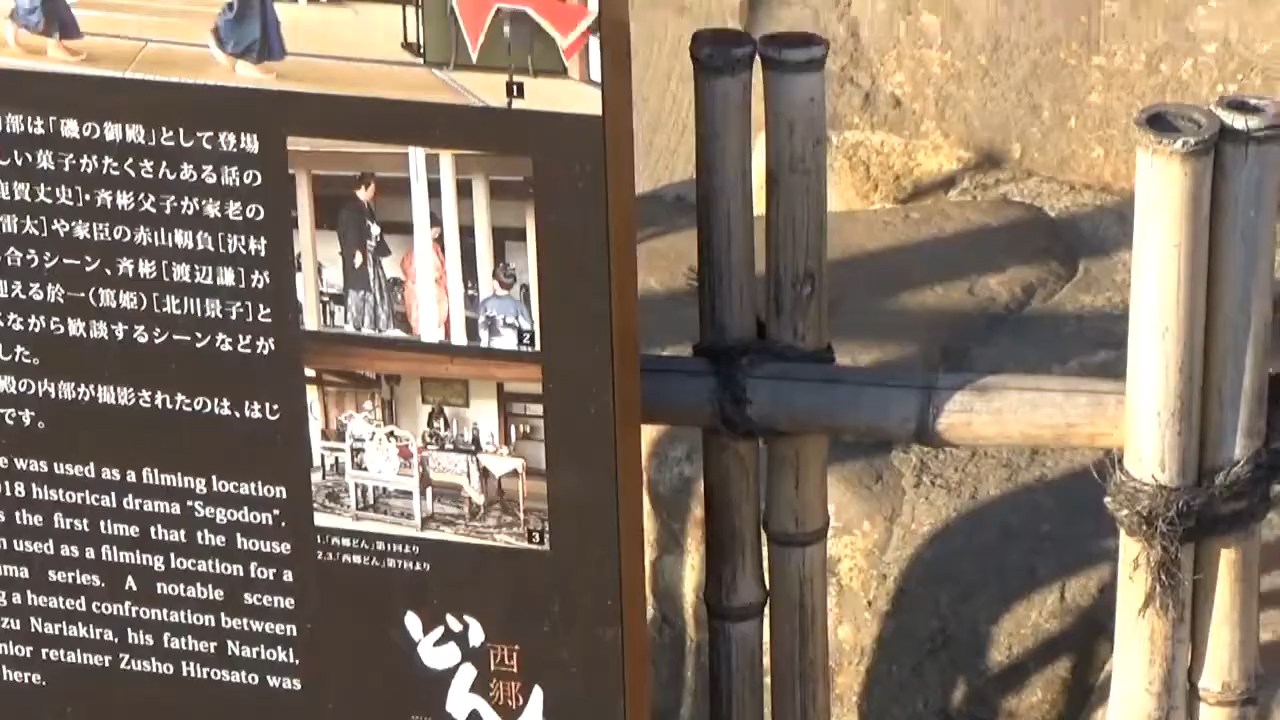 1
部は「磯の御殿」として登場
しい菓子がたくさんある話の
鹿賀丈史]・斉彬父子が家老の
雷太]や家臣の赤山靱負[沢村
合うシーン、斉彬[渡辺謙]が
迎える於一(篤姫)[北川景子]と
ながら歓談するシーンなどが
した。
殿の内部が撮影されたのは、はじ
です。
2
3
e was used as a filming location
18 historical drama "Segodon".
s the first time that the house
n used as a filming location for a
ama series. A notable scene
g a heated confrontation between
zu Nariakira, his father Narioki,
nior retainer Zusho Hirosato was
here.
1.「西郷どん」第1回より
2.3.「西郷どん」第7回より
西郷
どん